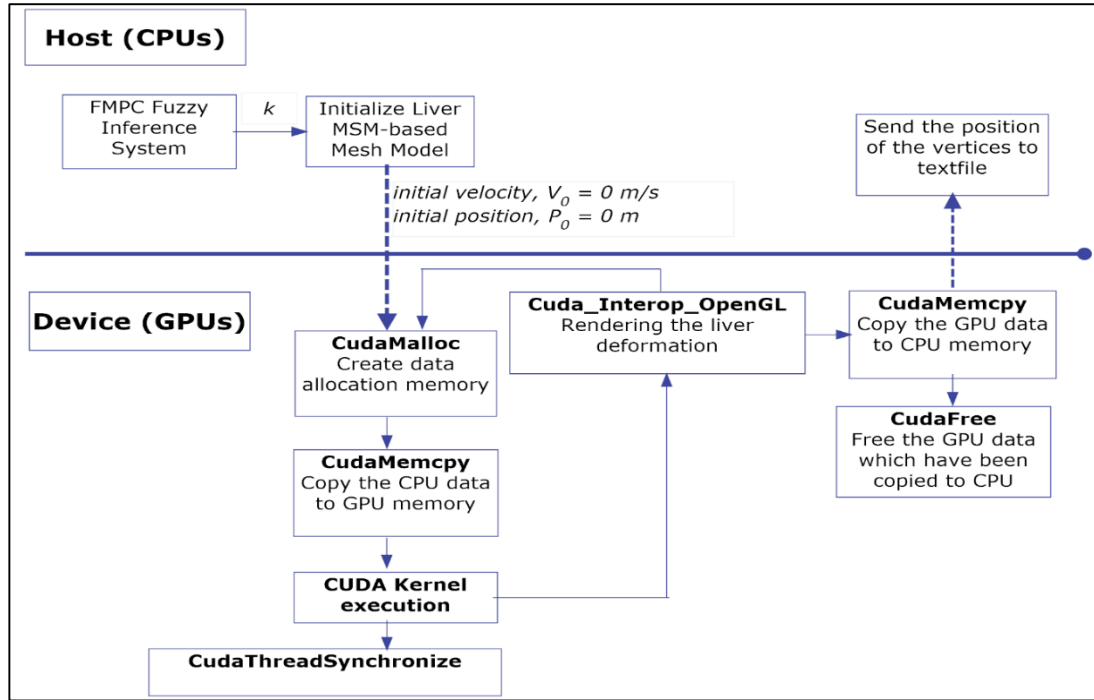 Host (CPUs)
FMPC Fuzzy
Inference
System
k
Initialize Liver
MSM-based
Mesh Model
Send the position
of the vertices to
textfile
initial velocity, V₀ = 0 m/s
initial position, P₀ = 0 m
Device (GPUs)
CudaMalloc
Create data
allocation memory
Cuda_Interop_OpenGL
Rendering the liver
deformation
CudaMemcpy
Copy the GPU data
to CPU memory
CudaFree
Free the GPU data
which have been
copied to CPU
CudaMemcpy
Copy the CPU data
to GPU memory
CUDA Kernel
execution
CudaThreadSynchronize